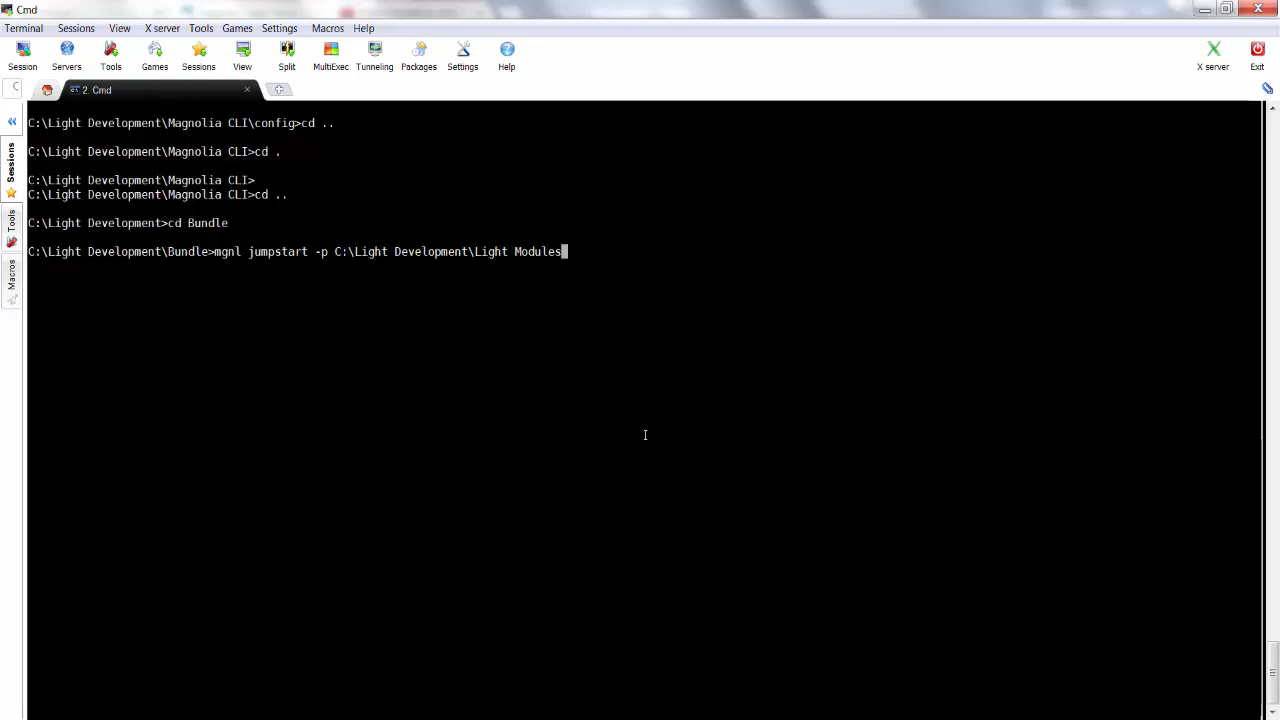 Cmd
Terminal Sessions View X server Tools Games Settings Macros Help
Session Servers Tools Games Sessions View Split MultiExec Tunneling Packages Settings Help X server Exit
2. Cmd
Sessions
Tools
Macros
C:\Light Development\Magnolia CLI\config>cd ..
C:\Light Development\Magnolia CLI>cd .
C:\Light Development\Magnolia CLI>
C:\Light Development\Magnolia CLI>cd ..
C:\Light Development>cd Bundle
C:\Light Development\Bundle>mgnl jumpstart -p C:\Light Development\Light Modules